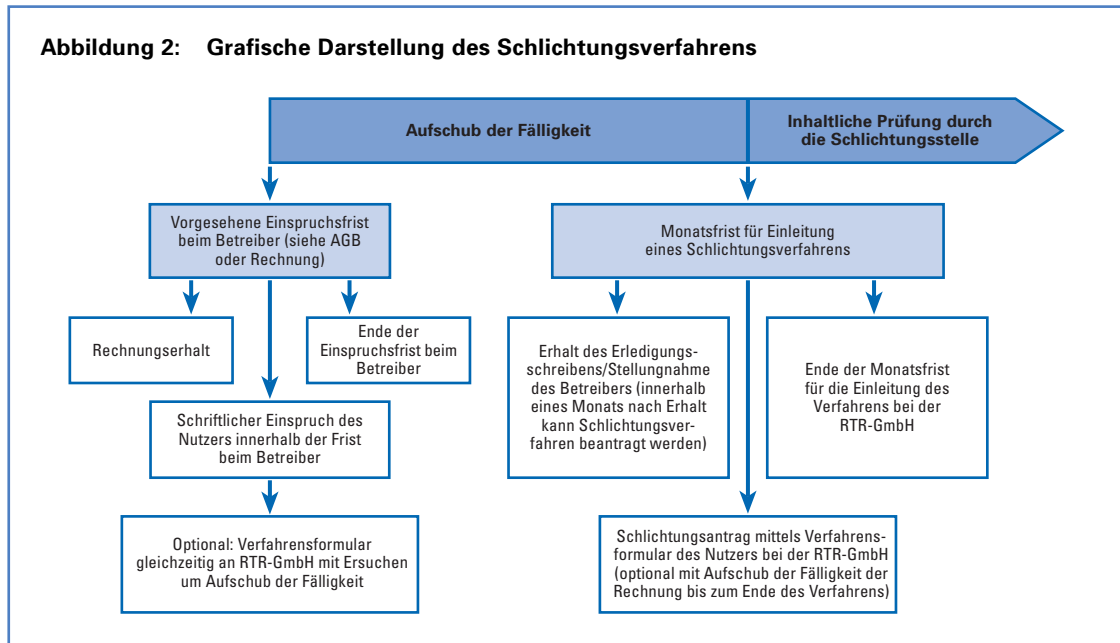 Abbildung 2: Grafische Darstellung des Schlichtungsverfahrens
Aufschub der Fälligkeit
Inhaltliche Prüfung durch
die Schlichtungsstelle
Vorgesehene Einspruchsfrist
beim Betreiber (siehe AGB
oder Rechnung)
Monatsfrist für Einleitung
eines Schlichtungsverfahrens
Rechnungserhalt
Ende der
Einspruchsfrist beim
Betreiber
Erhalt des Erledigungs-
schreibens/Stellungnahme
des Betreibers (innerhalb
eines Monats nach Erhalt
kann Schlichtungsver-
fahren beantragt werden)
Ende der Monatsfrist
für die Einleitung des
Verfahrens bei der
RTR-GmbH
Schriftlicher Einspruch des
Nutzers innerhalb der Frist
beim Betreiber
Optional: Verfahrensformular
gleichzeitig an RTR-GmbH mit Ersuchen
um Aufschub der Fälligkeit
Schlichtungsantrag mittels Verfahrens-
formular des Nutzers bei der RTR-GmbH
(optional mit Aufschub der Fälligkeit der
Rechnung bis zum Ende des Verfahrens)